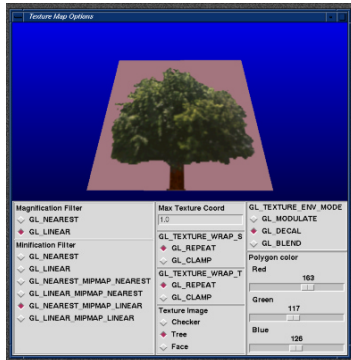 Texture Map Options
Magnification Filter
GL_NEAREST
GL_LINEAR
Minification Filter
GL_NEAREST
GL_LINEAR
GL_NEAREST_MIPMAP_NEAREST
GL_LINEAR_MIPMAP_NEAREST
GL_NEAREST_MIPMAP_LINEAR
GL_LINEAR_MIPMAP_LINEAR
Max Texture Coord
1.0
GL_TEXTURE_WRAP_S
GL_REPEAT
GL_CLAMP
GL_TEXTURE_WRAP_T
GL_REPEAT
GL_CLAMP
Texture Image
Checker
Tree
Face
GL_TEXTURE_ENV_MODE
GL_MODULATE
GL_DECAL
GL_BLEND
Polygon color
Red
163
Green
117
Blue
126